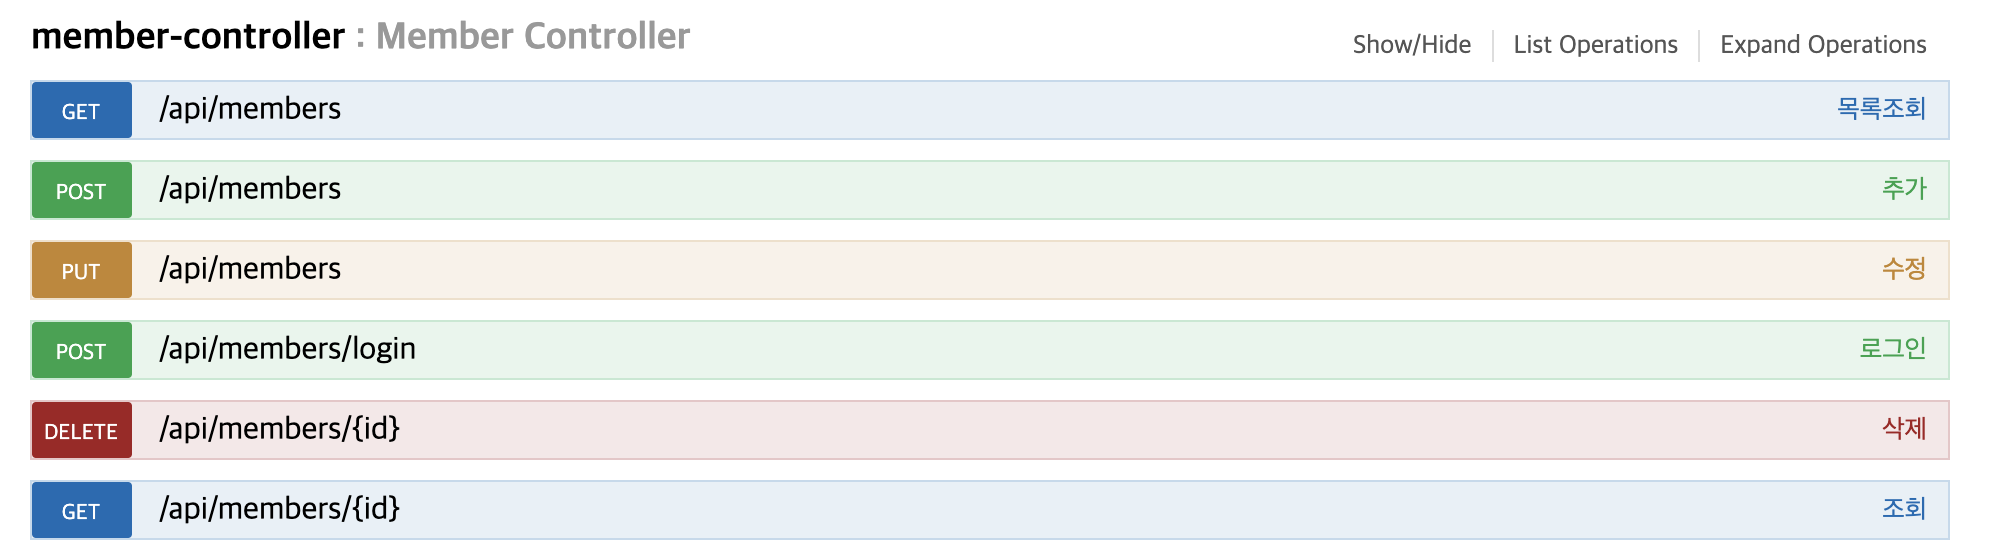 member-controller : Member Controller
Show/Hide List Operations Expand Operations
GET /api/members 목록조회
POST /api/members 추가
PUT /api/members 수정
POST /api/members/login 로그인
DELETE /api/members/{id} 삭제
GET /api/members/{id} 조회